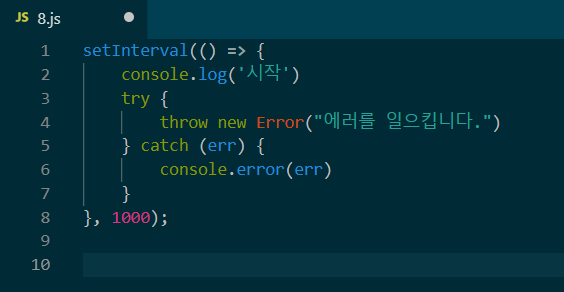 JS 8.js
1 setInterval(() => {
2 console.log('시작')
3 try {
4 throw new Error("에러를 일으킵니다.")
5 } catch (err) {
6 console.error(err)
7 }
8 }, 1000);
9
10